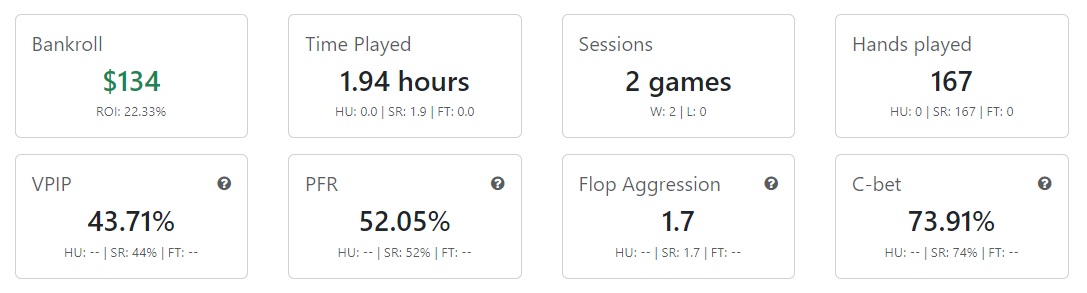 Bankroll
$134
ROI: 22.33%
Time Played
1.94 hours
HU: 0.0 | SR: 1.9 | FT: 0.0
Sessions
2 games
W: 2 | L: 0
Hands played
167
HU: 0 | SR: 167 | FT: 0
VPIP
43.71%
HU: -- | SR: 44% | FT: --
PFR
52.05%
HU: -- | SR: 52% | FT: --
Flop Aggression
1.7
HU: -- | SR: 1.7 | FT: --
C-bet
73.91%
HU: -- | SR: 74% | FT: --